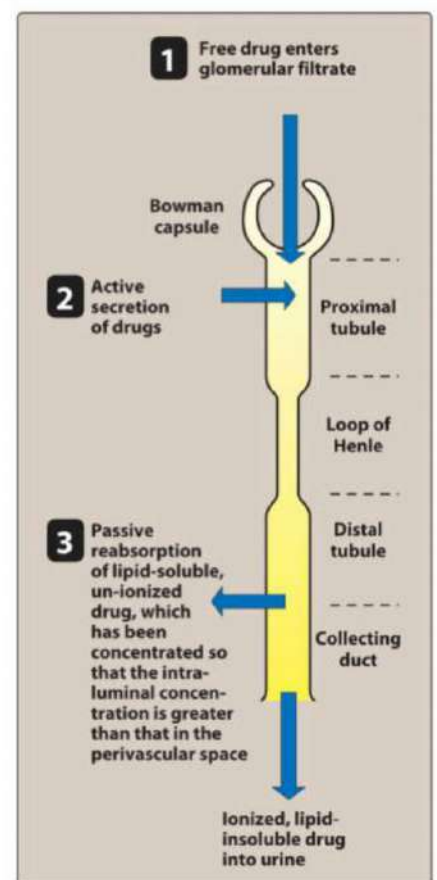 1
Free drug enters
glomerular filtrate
Bowman
capsule
2
Active
secretion
of drugs
Proximal
tubule
Loop of
Henle
3
Passive
reabsorption
of lipid-soluble,
un-ionized
drug, which
has been
concentrated so
that the intra-
luminal concen-
tration is greater
than that in the
perivascular space
Distal
tubule
Collecting
duct
Ionized, lipid-
insoluble drug
into urine